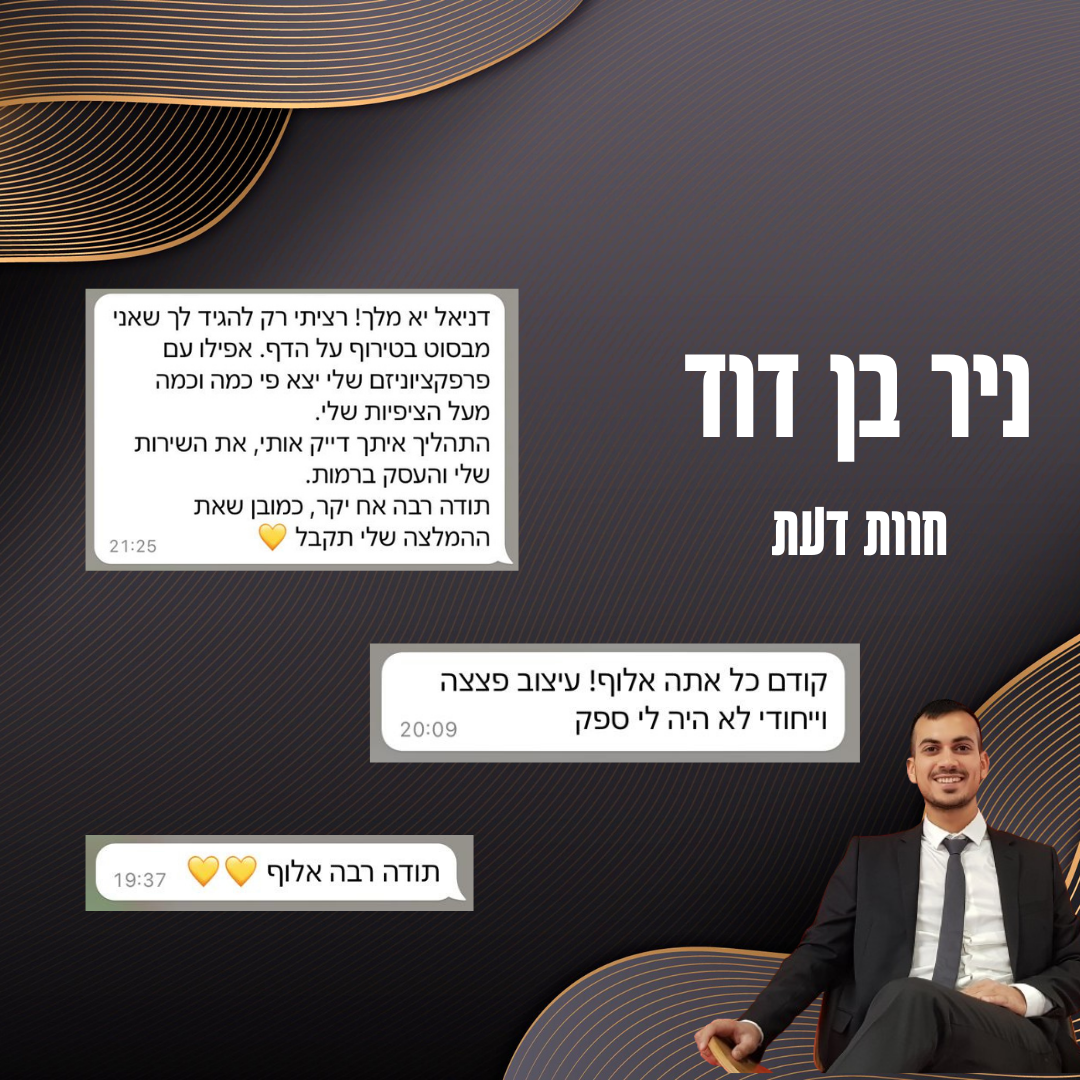 ניר בן דוד
חוות דעת
דניאל יא מלך! רציתי רק להגיד לך שאני
מבסוט בטירוף על הדף. אפילו עם
פרפקציוניזם שלי יצא פי כמה וכמה
מעל הציפיות שלי.
התהליך איתך דייק אותי, את השירות
שלי והעסק ברמות.
תודה רבה אח יקר, כמובן שאת
ההמלצה שלי תקבל 💛
21:25
קודם כל אתה אלוף! עיצוב פצצה
וייחודי לא היה לי ספק
20:09
תודה רבה אלוף 💛💛
19:37